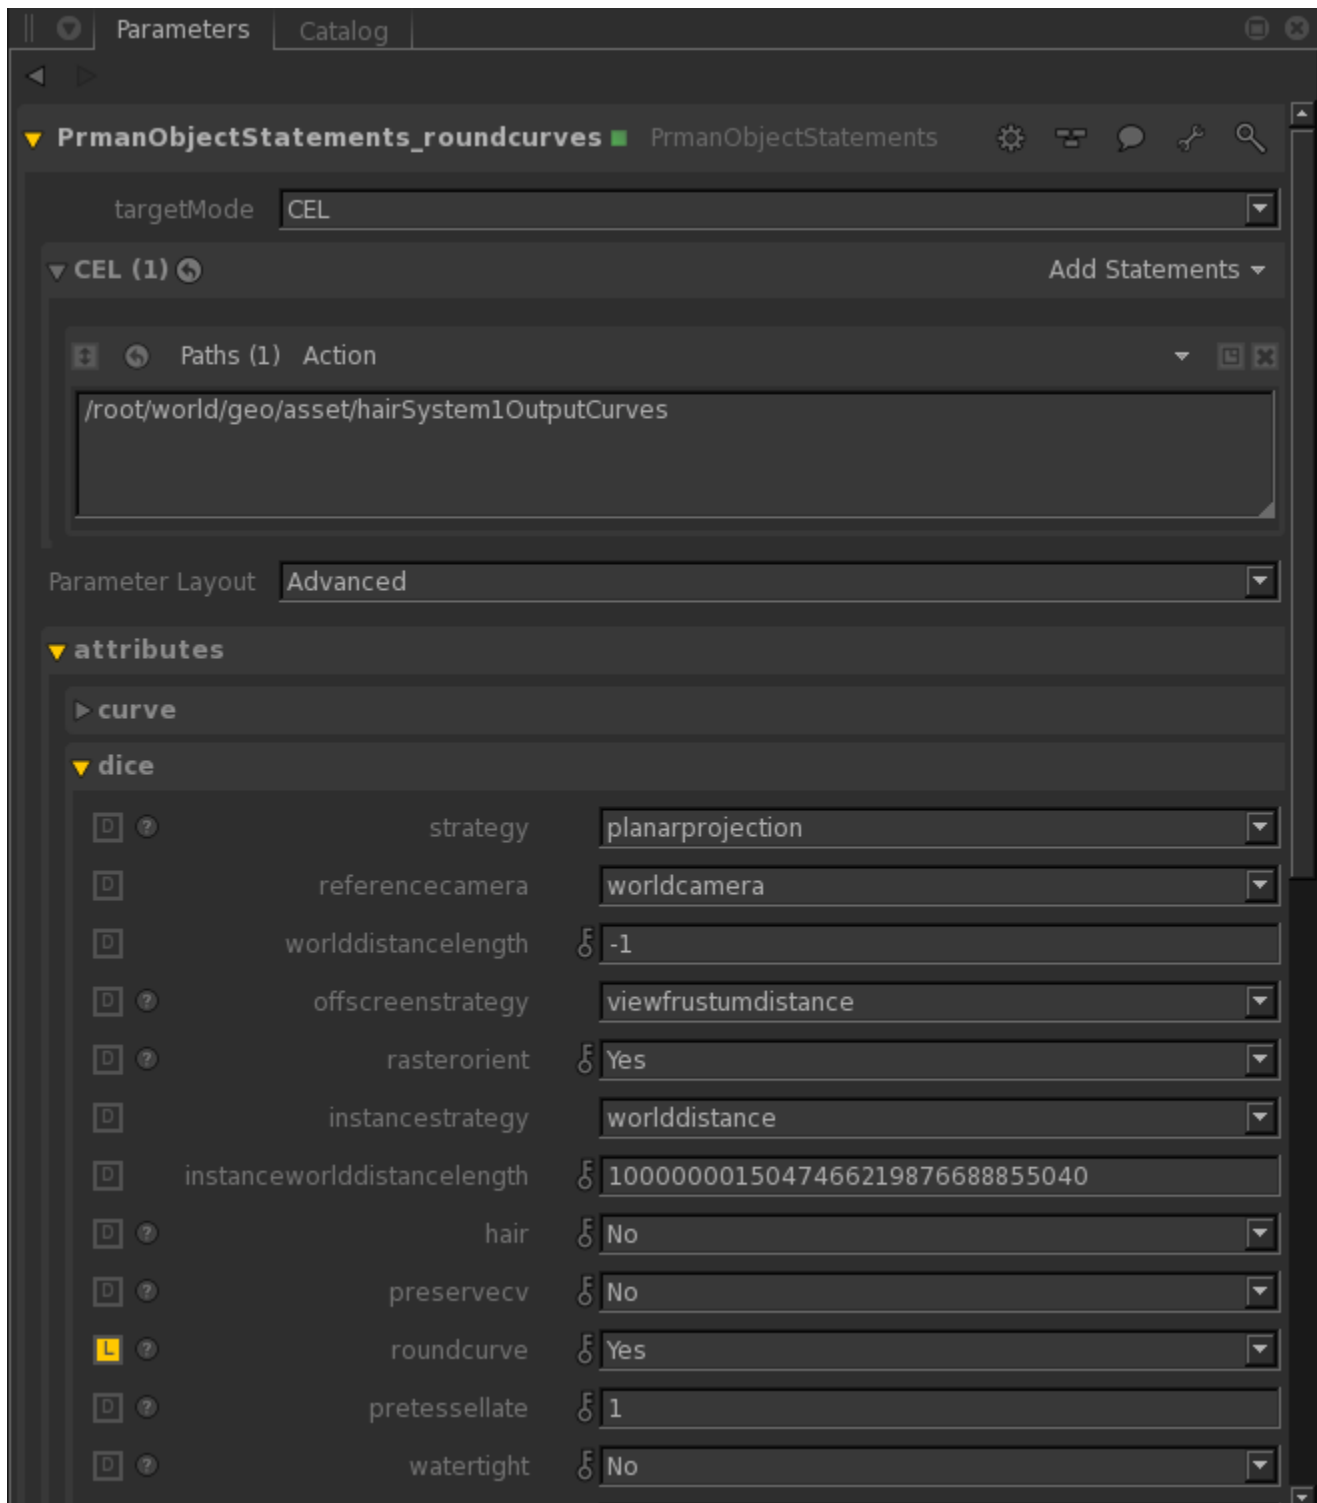 Parameters Catalog
PrmanObjectStatements_roundcurves PrmanObjectStatements
targetMode CEL
CEL (1) Add Statements
Paths (1) Action
/root/world/geo/asset/hairSystem1OutputCurves
Parameter Layout Advanced
attributes
curve
dice
D ? strategy planarprojection
D referencecamera worldcamera
D worlddistancelength -1
D ? offscreenstrategy viewfrustumdistance
D ? rasterorient Yes
D instancestrategy worlddistance
D instanceworlddistancelength 1000000015047466219876688855040
D ? hair No
D ? preservecv No
L ? roundcurve Yes
D ? pretessellate 1
D ? watertight No